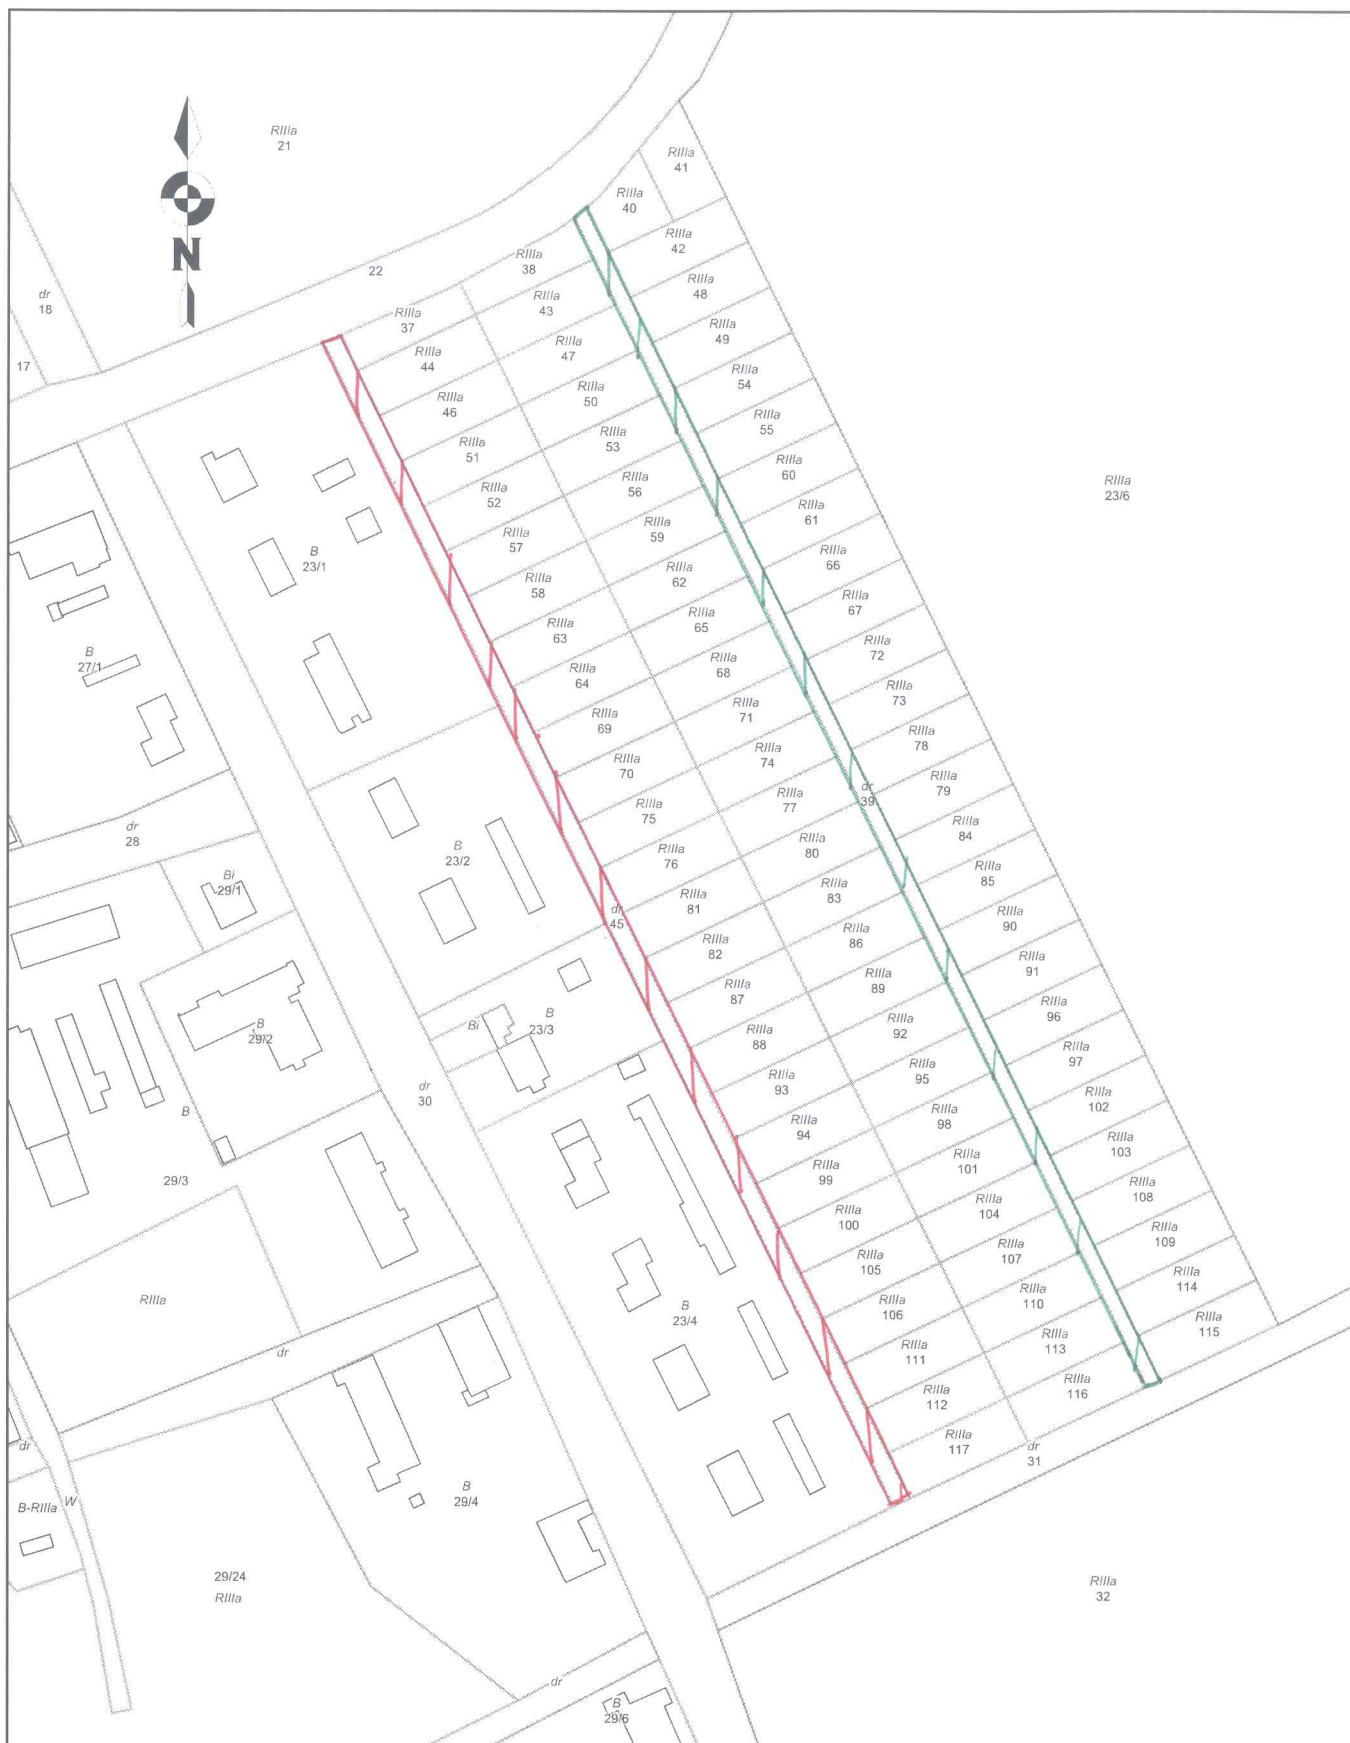 RIIIa
21
RIIIa
41
RIIIa
40
RIIIa
42
N
RIIIa
38
22
RIIIa
48
dr
18
RIIIa
43
RIIIa
37
RIIIa
49
RIIIa
47
RIIIa
44
17
RIIIa
54
RIIIa
50
RIIIa
46
RIIIa
55
RIIIa
53
RIIIa
51
RIIIa
60
RIIIa
56
RIIIa
52
RIIIa
23/6
RIIIa
61
RIIIa
59
RIIIa
57
B
23/1
RIIIa
66
RIIIa
62
RIIIa
58
RIIIa
67
RIIIa
65
RIIIa
63
B
27/1
RIIIa
72
RIIIa
68
RIIIa
64
RIIIa
73
RIIIa
71
RIIIa
69
RIIIa
78
RIIIa
74
RIIIa
70
RIIIa
79
dr
39
RIIIa
77
RIIIa
75
dr
28
RIIIa
84
RIIIa
80
RIIIa
76
B
23/2
RIIIa
85
RIIIa
83
RIIIa
81
Bi
29/1
dr
45
RIIIa
90
RIIIa
86
RIIIa
82
RIIIa
91
RIIIa
89
RIIIa
87
RIIIa
96
RIIIa
92
RIIIa
88
B
23/3
Bi
B
29/2
RIIIa
97
RIIIa
95
RIIIa
93
dr
30
RIIIa
102
RIIIa
98
RIIIa
94
B
RIIIa
103
RIIIa
101
RIIIa
99
29/3
RIIIa
108
RIIIa
104
RIIIa
100
RIIIa
109
RIIIa
107
RIIIa
105
RIIIa
114
RIIIa
110
RIIIa
106
RIIIa
B
23/4
RIIIa
115
RIIIa
113
RIIIa
111
dr
RIIIa
116
RIIIa
112
RIIIa
117
dr
31
dr
B
29/4
W
B-RIIIa
29/24
RIIIa
RIIIa
32
dr
B
29/6